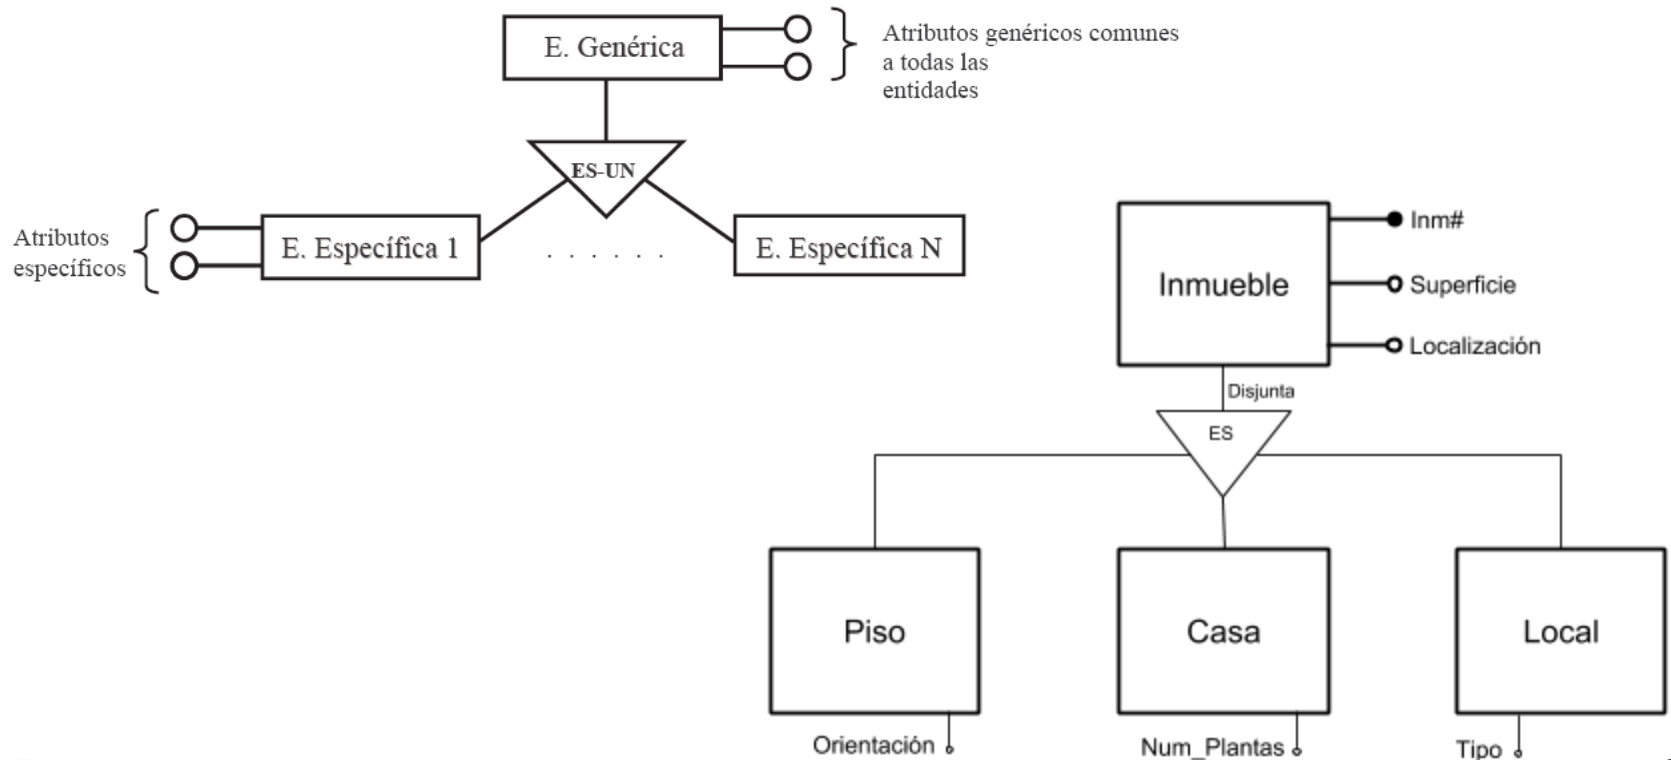 E. Genérica
Atributos genéricos comunes
a todas las
entidades
ES-UN
Atributos
específicos
E. Específica 1
. . . . . .
E. Específica N
Inmueble
Inm#
Superficie
Localización
Disjunta
ES
Piso
Casa
Local
Orientación
Num_Plantas
Tipo